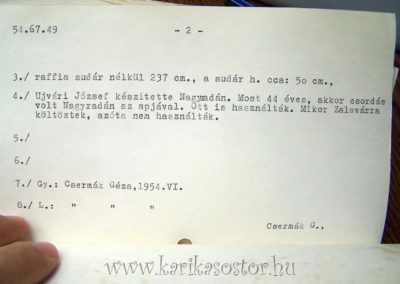 54.67.49 - 2 -
3./ raffia sudár nélkül 237 cm., a sudár h. cca: 50 cm.,
4./ Ujvári József készitette Nagyradán. Most 44 éves, akkor csordás
volt Nagyradán az apjával. Ott is használták. Mikor Zalavárra
költöztek, azóta nem használták.
5./
6./
7./ Gy.: Csermák Géza,1954.VI.
8./ L.: " " "
Csermák G.,
www.karikasostor.hu